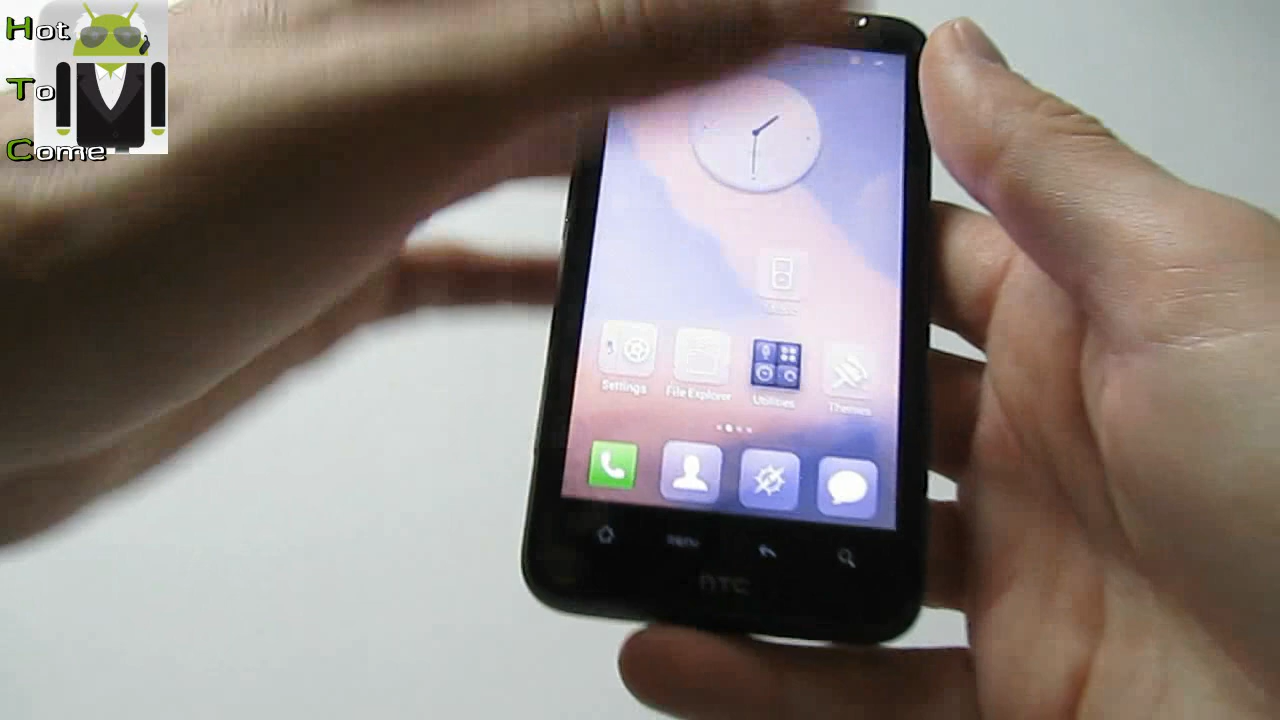 Hot
To
Come
Settings
File Explorer
Utilities
Themes
MENU
HTC